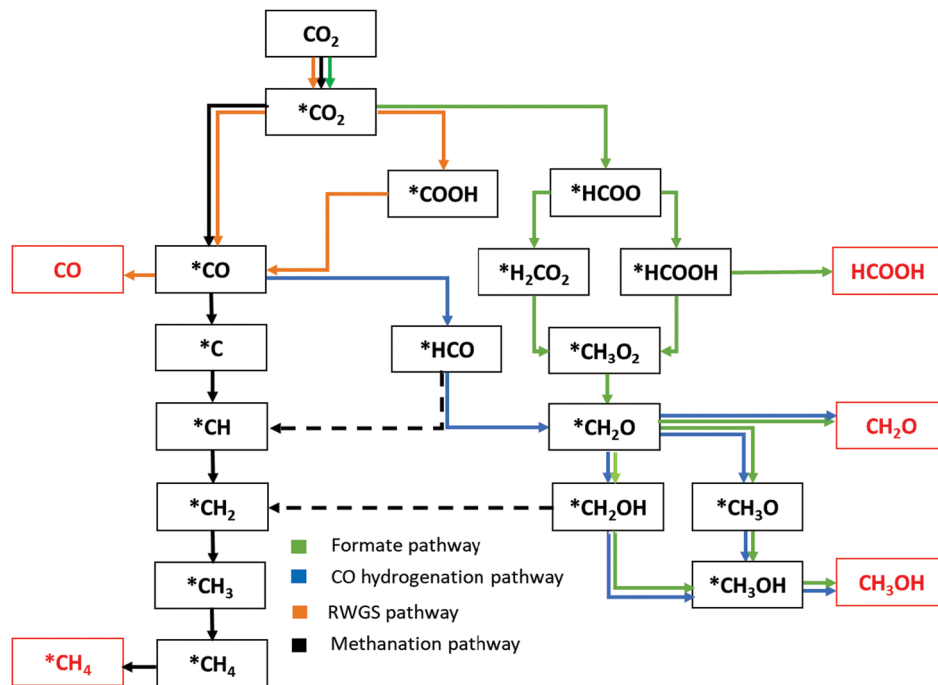 CO₂
*CO₂
*COOH
*HCOO
CO
*CO
*H₂CO₂
*HCOOH
HCOOH
*C
*HCO
*CH₃O₂
*CH
*CH₂O
CH₂O
*CH₂
*CH₂OH
*CH₃O
Formate pathway
CO hydrogenation pathway
*CH₃
*CH₃OH
CH₃OH
RWGS pathway
Methanation pathway
*CH₄
*CH₄